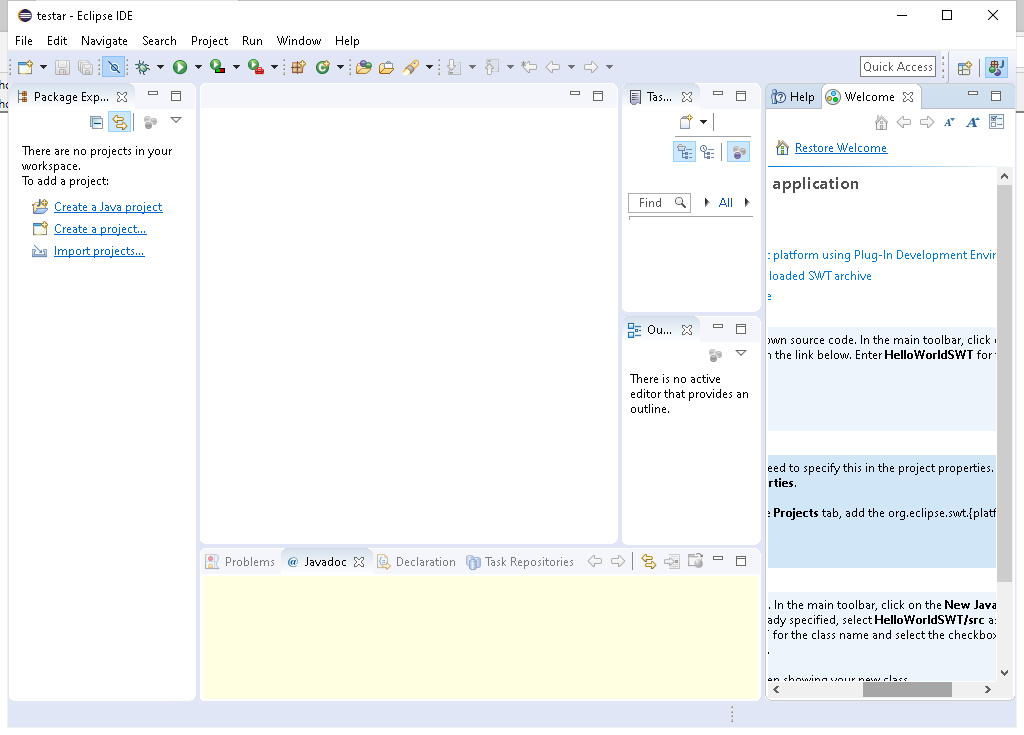 testar - Eclipse IDE
File Edit Navigate Search Project Run Window Help
Quick Access
Package Exp...
There are no projects in your
workspace.
To add a project:
Create a Java project
Create a project...
Import projects...
Tas...
Find
All
Ou...
There is no active
editor that provides an
outline.
Problems @ Javadoc Declaration Task Repositories
Help Welcome
Restore Welcome
application
platform using Plug-In Development Envir
loaded SWT archive
own source code. In the main toolbar, click
the link below. Enter HelloWorldSWT for
eed to specify this in the project properties.
rties.
Projects tab, add the org.eclipse.swt.{platf
. In the main toolbar, click on the New Java
ady specified, select HelloWorldSWT/src as
for the class name and select the checkbox
en showing your new class